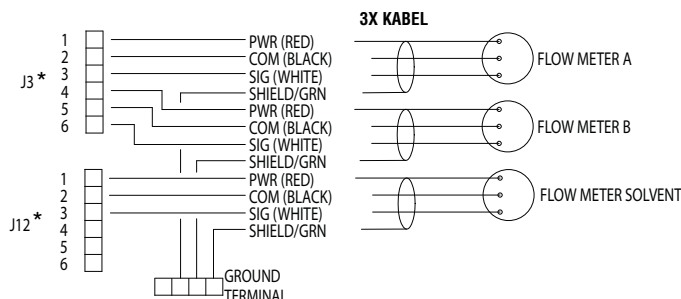 3X KABEL
J3*
1
2
3
4
5
6
PWR (RED)
COM (BLACK)
SIG (WHITE)
SHIELD/GRN
PWR (RED)
COM (BLACK)
SIG (WHITE)
SHIELD/GRN
FLOW METER A
FLOW METER B
J12*
1
2
3
4
5
6
PWR (RED)
COM (BLACK)
SIG (WHITE)
SHIELD/GRN
FLOW METER SOLVENT
GROUND
TERMINAL